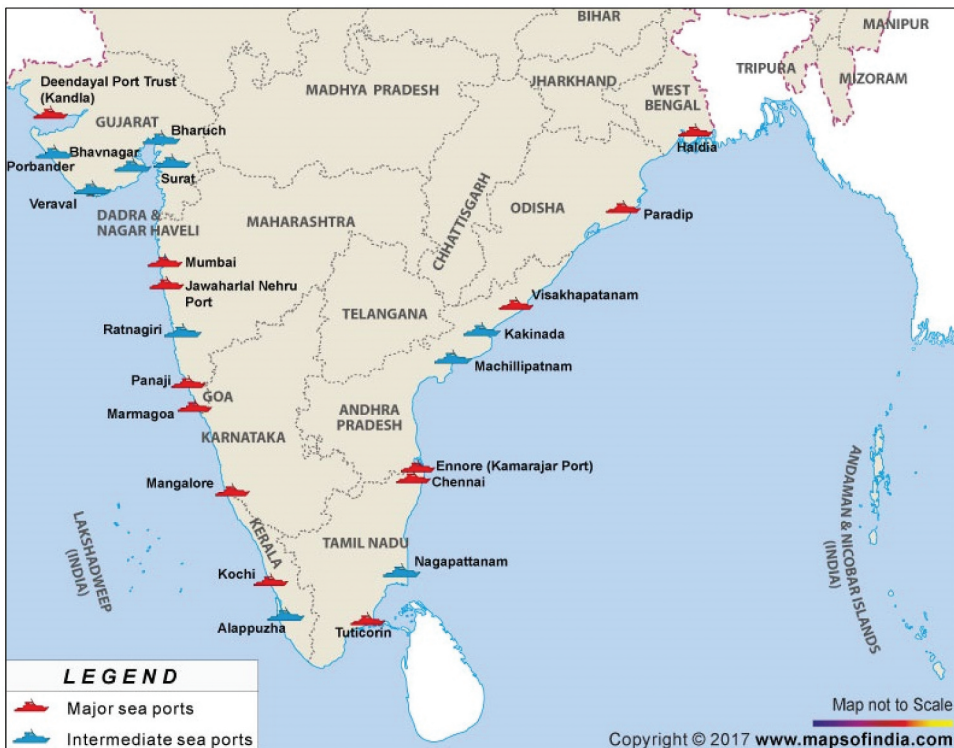 BIHAR
MANIPUR
Deendayal Port Trust
(Kandla)
MADHYA PRADESH
JHARKHAND
WEST
BENGAL
TRIPURA
MIZORAM
GUJARAT
Bharuch
Bhavnagar
Porbander
Surat
Haldia
Veraval
DADRA &
NAGAR HAVELI
MAHARASHTRA
CHHATTISGARH
ODISHA
Paradip
Mumbai
Jawaharlal Nehru
Port
Visakhapatanam
TELANGANA
Ratnagiri
Kakinada
Machillipatnam
Panaji
GOA
Marmagoa
ANDHRA
PRADESH
KARNATAKA
Ennore (Kamarajar Port)
Chennai
Mangalore
LAKSHADWEEP
(INDIA)
KERALA
TAMIL NADU
Nagapattanam
ANDAMAN & NICOBAR ISLANDS
(INDIA)
Kochi
Alappuzha
Tuticorin
LEGEND
Major sea ports
Intermediate sea ports
Map not to Scale
Copyright © 2017 www.mapsofindia.com